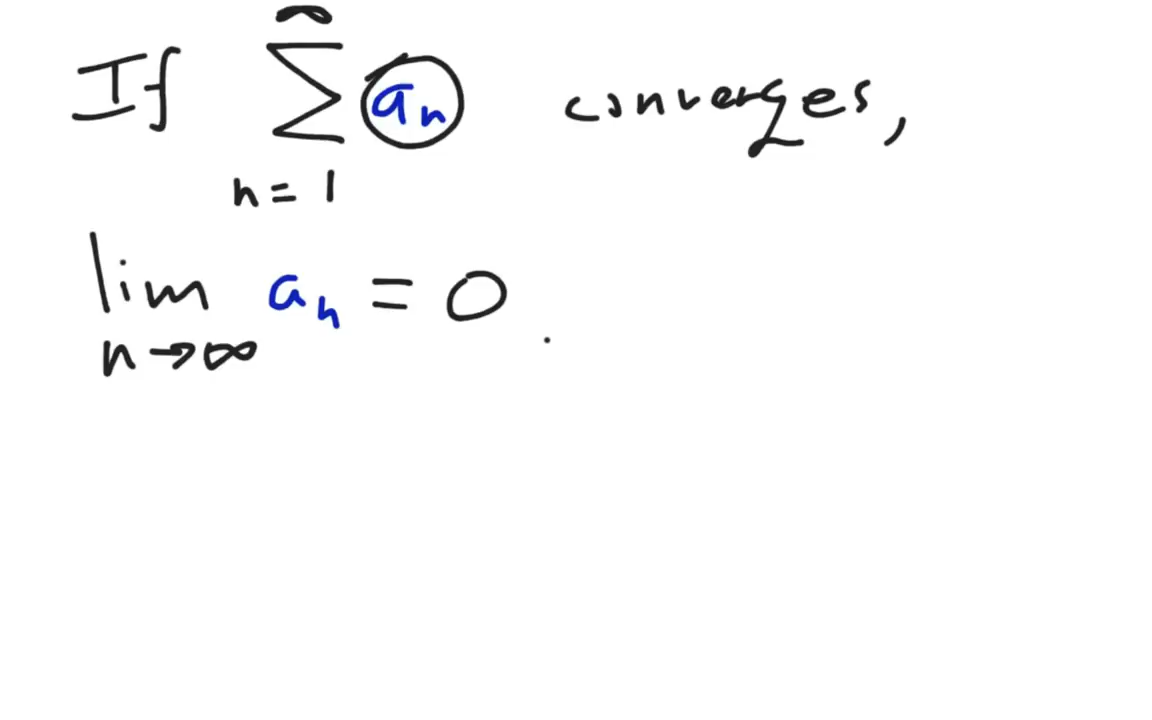 If ∑_{n=1}^{∞} a_n converges,
lim_{n→∞} a_n = 0.